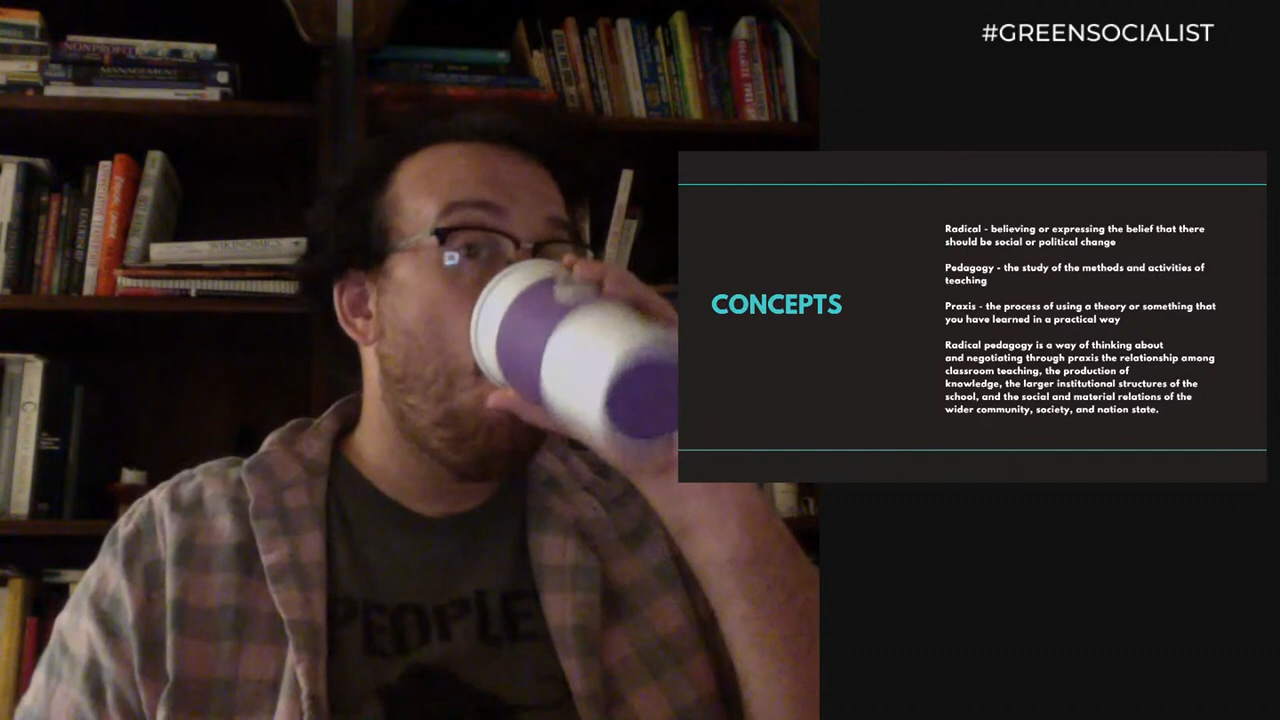 #GREENSOCIALIST
NONPROFITS
MANAGEMENT
WIKINOMICS
PEOPLE
CONCEPTS
Radical - believing or expressing the belief that there
should be social or political change
Pedagogy - the study of the methods and activities of
teaching
Praxis - the process of using a theory or something that
you have learned in a practical way
Radical pedagogy is a way of thinking about
and negotiating through praxis the relationship among
classroom teaching, the production of
knowledge, the larger institutional structures of the
school, and the social and material relations of the
wider community, society, and nation state.